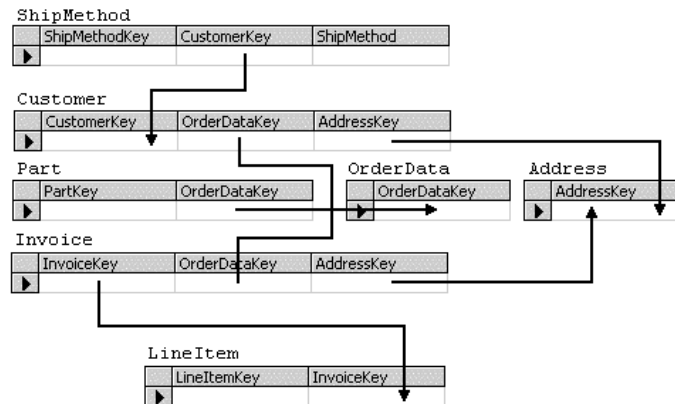 ShipMethod
ShipMethodKey CustomerKey ShipMethod
Customer
CustomerKey OrderDataKey AddressKey
Part
PartKey OrderDataKey
OrderData
OrderDataKey
Address
AddressKey
Invoice
InvoiceKey OrderDataKey AddressKey
LineItem
LineItemKey InvoiceKey